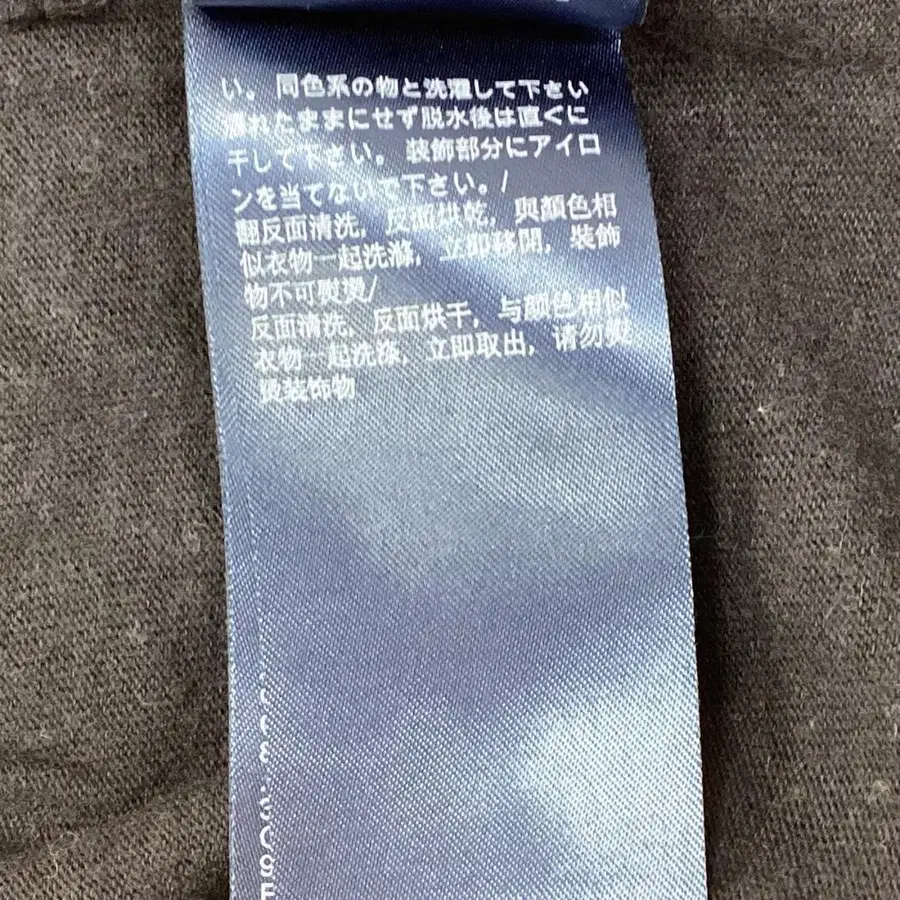 い。 同色系の物と洗濯して下さい
濡れたままにせず脱水後は直ぐに
干して下さい。 装飾部分にアイロ
ンを当てないで下さい。/
翻反面清洗, 反面烘乾, 與顏色相
似衣物一起洗滌, 立即移開, 裝飾
物不可熨燙/
反面清洗, 反面烘干, 与颜色相似
衣物一起洗涤, 立即取出, 请勿熨
烫装饰物